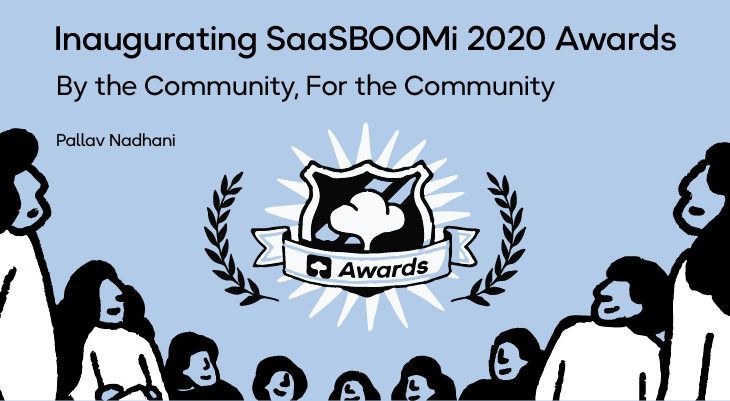 Inaugurating SaaSBOOMi 2020 Awards
By the Community, For the Community
Pallav Nadhani
Awards